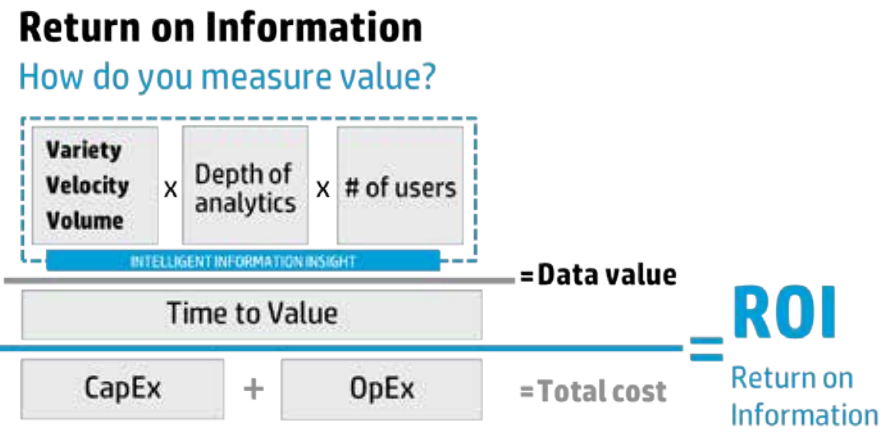 Return on Information
How do you measure value?
Variety
Velocity
Volume
x
Depth of
analytics
x
# of users
INTELLIGENT INFORMATION INSIGHT
=Data value
Time to Value
CapEx
+
OpEx
=Total cost
=
ROI
Return on
Information